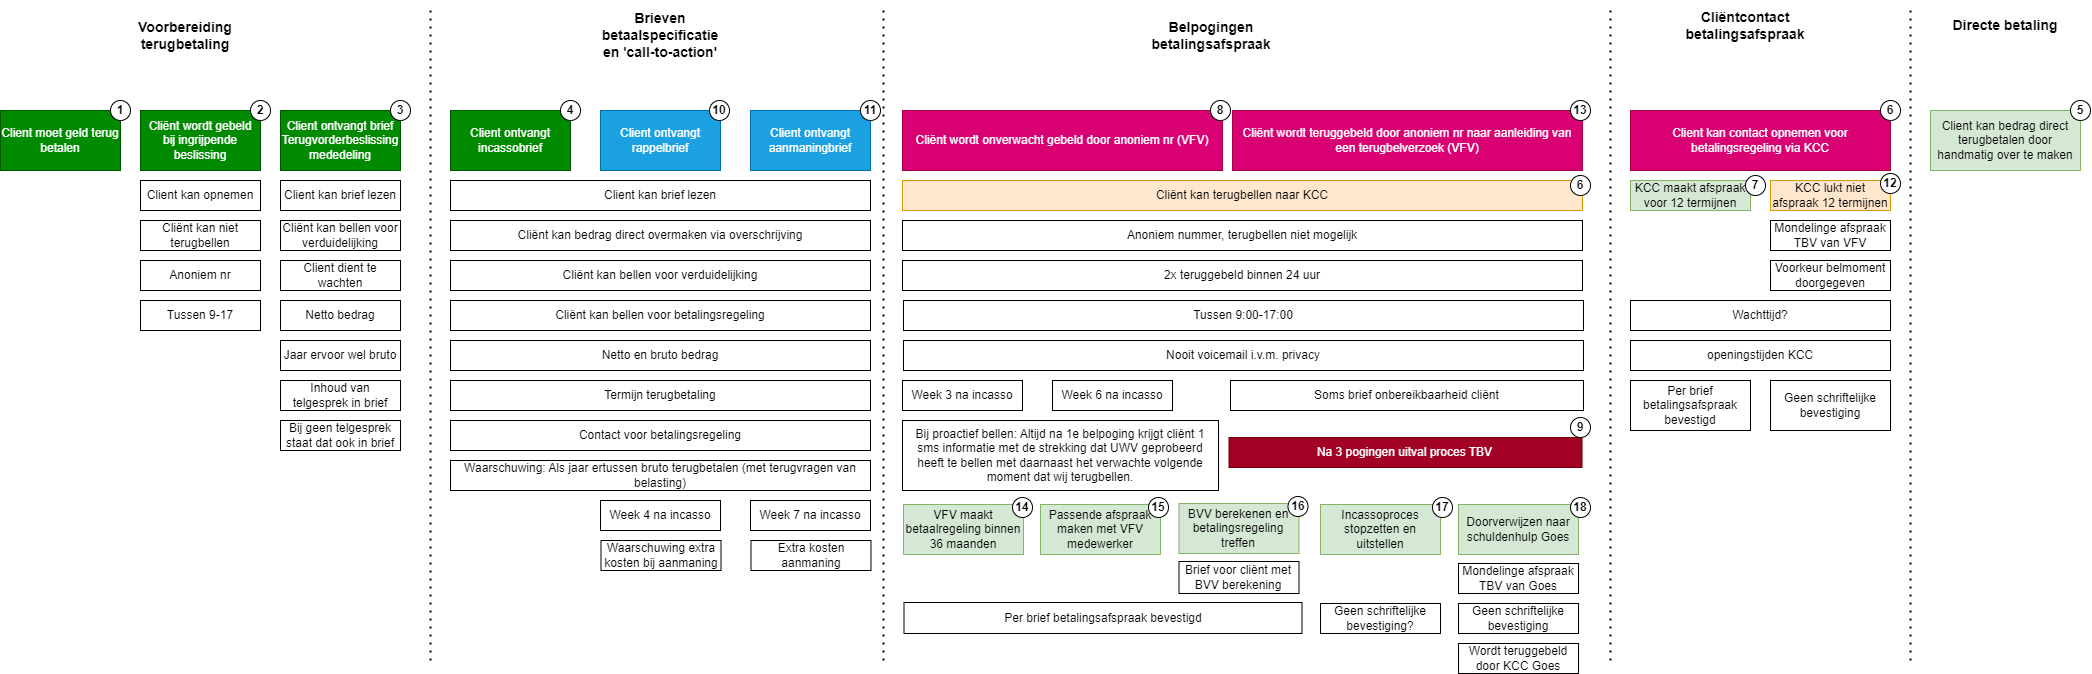 Voorbereiding
terugbetaling
Brieven
betaalspecificatie
en 'call-to-action'
Belpogingen
betalingsafspraak
Cliëntcontact
betalingsafspraak
Directe betaling
1
Client moet geld terug
betalen
2
Cliënt wordt gebeld
bij ingrijpende
beslissing
Client kan opnemen
Cliënt kan niet
terugbellen
Anoniem nr
Tussen 9-17
3
Client ontvangt brief
Terugvorderbeslissing
mededeling
Client kan brief lezen
Cliënt kan bellen voor
verduidelijking
Client dient te
wachten
Netto bedrag
Jaar ervoor wel bruto
Inhoud van
telgesprek in brief
Bij geen telgesprek
staat dat ook in brief
4
Client ontvangt
incassobrief
10
Client ontvangt
rappelbrief
11
Client ontvangt
aanmaningbrief
Client kan brief lezen
Cliënt kan bedrag direct overmaken via overschrijving
Cliënt kan bellen voor verduidelijking
Cliënt kan bellen voor betalingsregeling
Netto en bruto bedrag
Termijn terugbetaling
Contact voor betalingsregeling
Waarschuwing: Als jaar ertussen bruto terugbetalen (met terugvragen van
belasting)
Week 4 na incasso
Week 7 na incasso
Waarschuwing extra
kosten bij aanmaning
Extra kosten
aanmaning
8
Cliënt wordt onverwacht gebeld door anoniem nr (VFV)
13
Cliënt wordt teruggebeld door anoniem nr naar aanleiding van
een terugbelverzoek (VFV)
6
Cliënt kan terugbellen naar KCC
Anoniem nummer, terugbellen niet mogelijk
2x teruggebeld binnen 24 uur
Tussen 9:00-17:00
Nooit voicemail i.v.m. privacy
Week 3 na incasso
Week 6 na incasso
Soms brief onbereikbaarheid cliënt
Bij proactief bellen: Altijd na 1e belpoging krijgt cliënt 1
sms informatie met de strekking dat UWV geprobeerd
heeft te bellen met daarnaast het verwachte volgende
moment dat wij terugbellen.
9
Na 3 pogingen uitval proces TBV
14
VFV maakt
betaalregeling binnen
36 maanden
15
Passende afspraak
maken met VFV
medewerker
16
BVV berekenen en
betalingsregeling
treffen
17
Incassoproces
stopzetten en
uitstellen
18
Doorverwijzen naar
schuldenhulp Goes
Brief voor cliënt met
BVV berekening
Mondelinge afspraak
TBV van Goes
Per brief betalingsafspraak bevestigd
Geen schriftelijke
bevestiging?
Geen schriftelijke
bevestiging
Wordt teruggebeld
door KCC Goes
6
Client kan contact opnemen voor
betalingsregeling via KCC
7
KCC maakt afspraak
voor 12 termijnen
12
KCC lukt niet
afspraak 12 termijnen
Mondelinge afspraak
TBV van VFV
Voorkeur belmoment
doorgegeven
Wachttijd?
openingstijden KCC
Per brief
betalingsafspraak
bevestigd
Geen schriftelijke
bevestiging
5
Client kan bedrag direct
terugbetalen door
handmatig over te maken